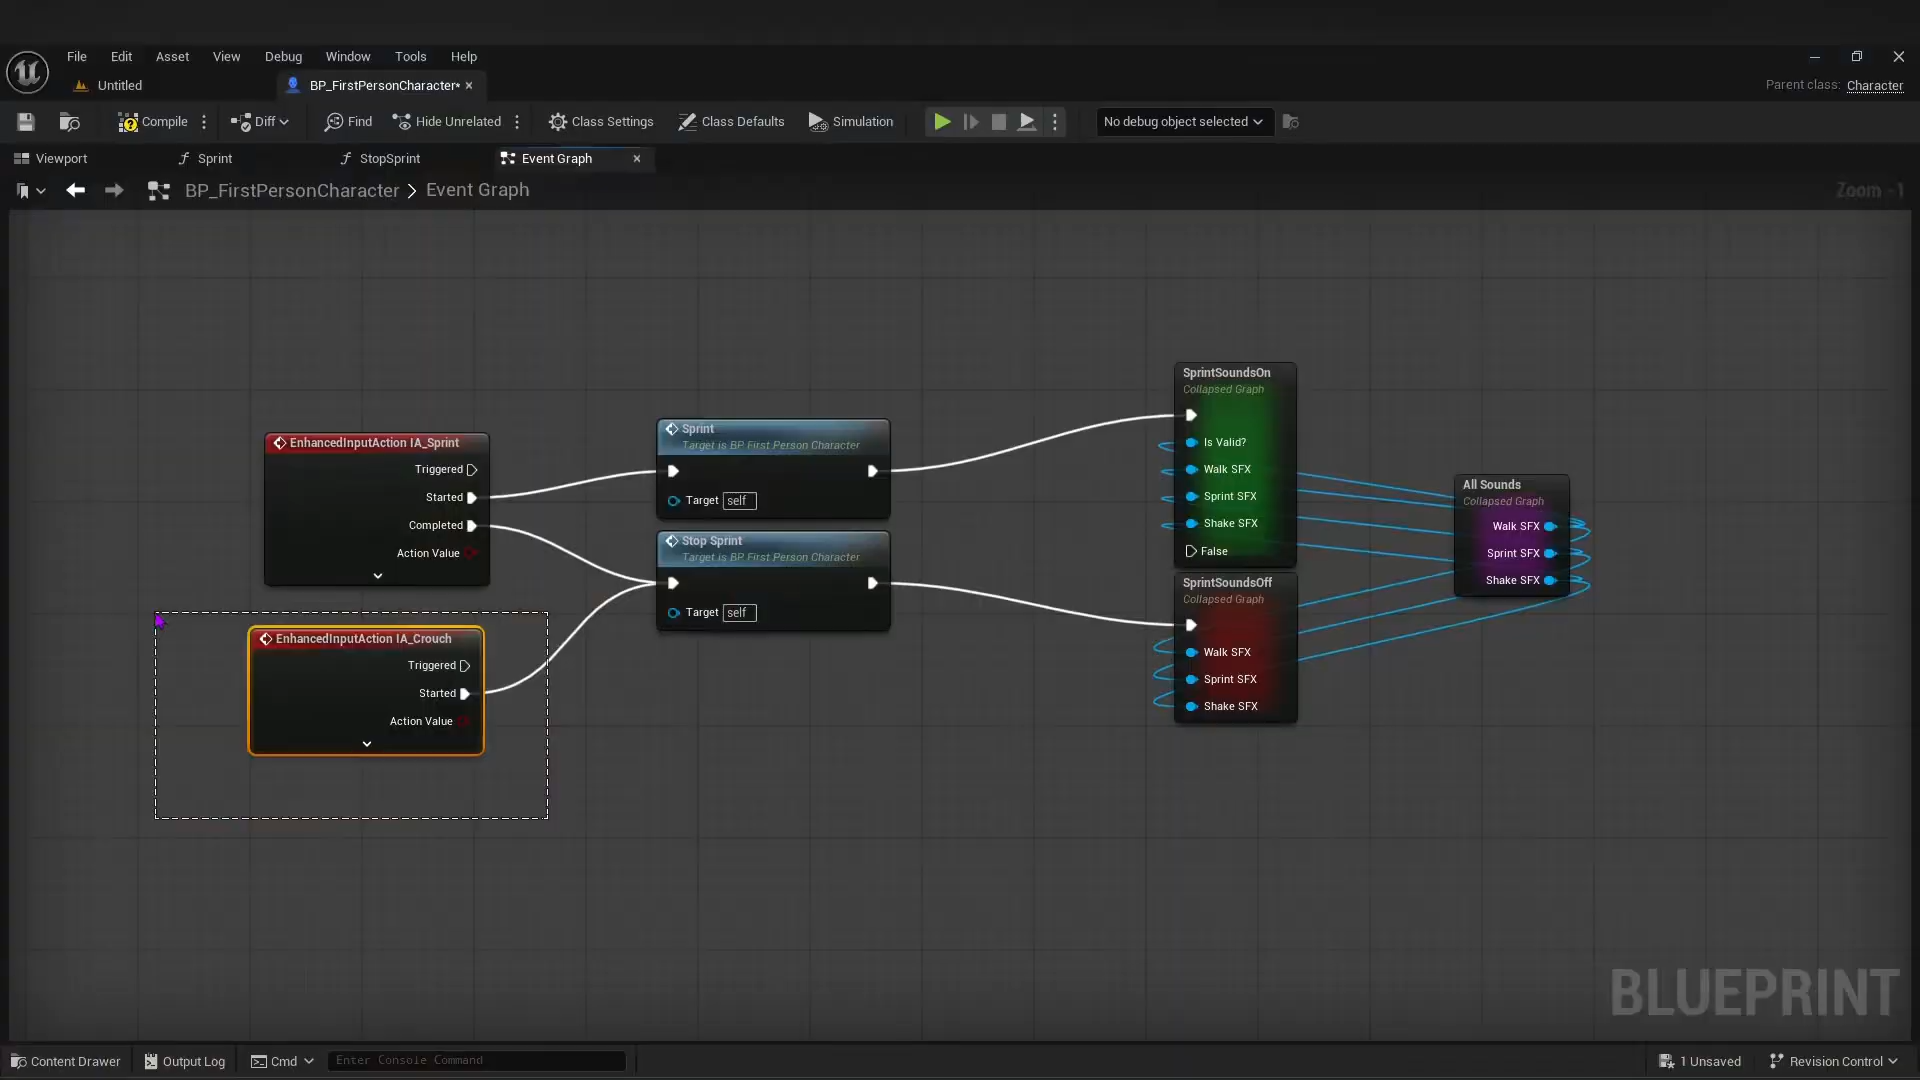 File Edit Asset View Debug Window Tools Help
Untitled
BP_FirstPersonCharacter*
Parent class: Character
Compile
Diff
Find
Hide Unrelated
Class Settings
Class Defaults
Simulation
No debug object selected
Viewport
Sprint
StopSprint
Event Graph
BP_FirstPersonCharacter > Event Graph
Zoom -1
EnhancedInputAction IA_Sprint
Triggered
Started
Completed
Action Value
EnhancedInputAction IA_Crouch
Triggered
Started
Action Value
Sprint
Target is BP First Person Character
Target self
Stop Sprint
Target is BP First Person Character
Target self
SprintSoundsOn
Collapsed Graph
Is Valid?
Walk SFX
Sprint SFX
Shake SFX
False
SprintSoundsOff
Collapsed Graph
Walk SFX
Sprint SFX
Shake SFX
All Sounds
Collapsed Graph
Walk SFX
Sprint SFX
Shake SFX
BLUEPRINT
Content Drawer
Output Log
Cmd
Enter Console Command
1 Unsaved
Revision Control